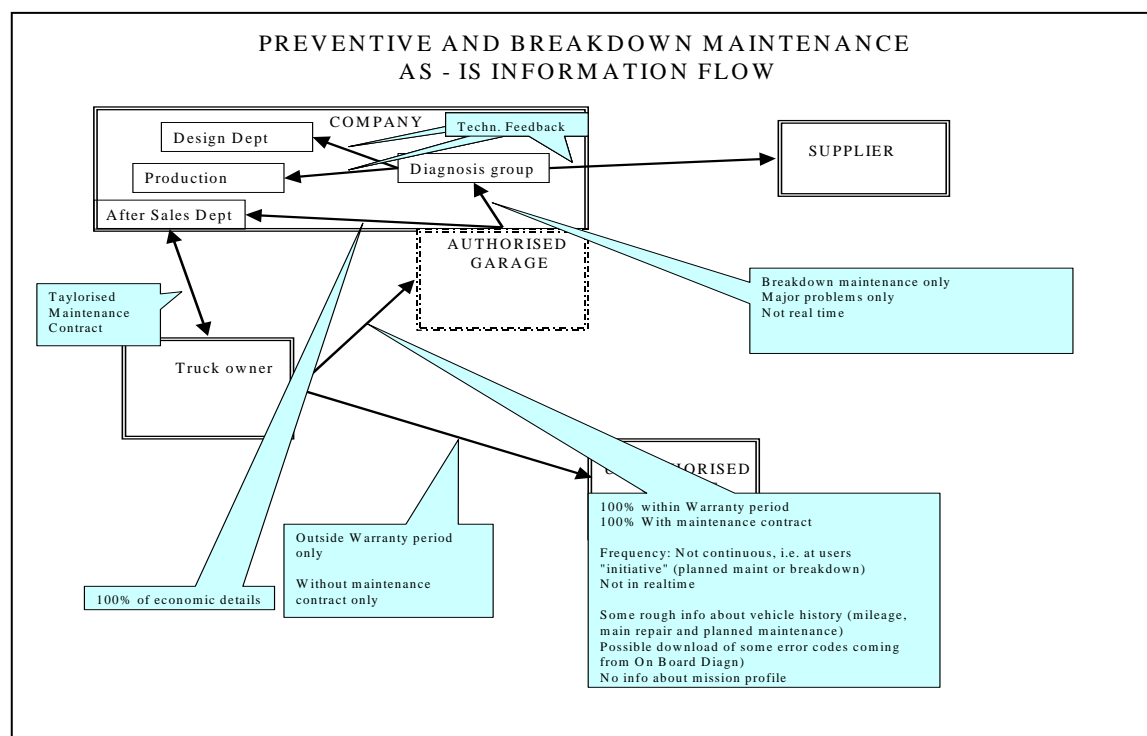 PREVENTIVE AND BREAKDOWN MAINTENANCE
AS - IS INFORMATION FLOW
COMPANY
Techn. Feedback
Design Dept
SUPPLIER
Diagnosis group
Production
After Sales Dept
AUTHORISED
GARAGE
Breakdown maintenance only
Major problems only
Not real time
Taylorised
Maintenance
Contract
Truck owner
100% within Warranty period
100% With maintenance contract
Frequency: Not continuous, i.e. at users
"initiative" (planned maint or breakdown)
Not in realtime
Some rough info about vehicle history (mileage,
main repair and planned maintenance)
Possible download of some error codes coming
from On Board Diagn)
No info about mission profile
Outside Warranty period
only
Without maintenance
contract only
100% of economic details